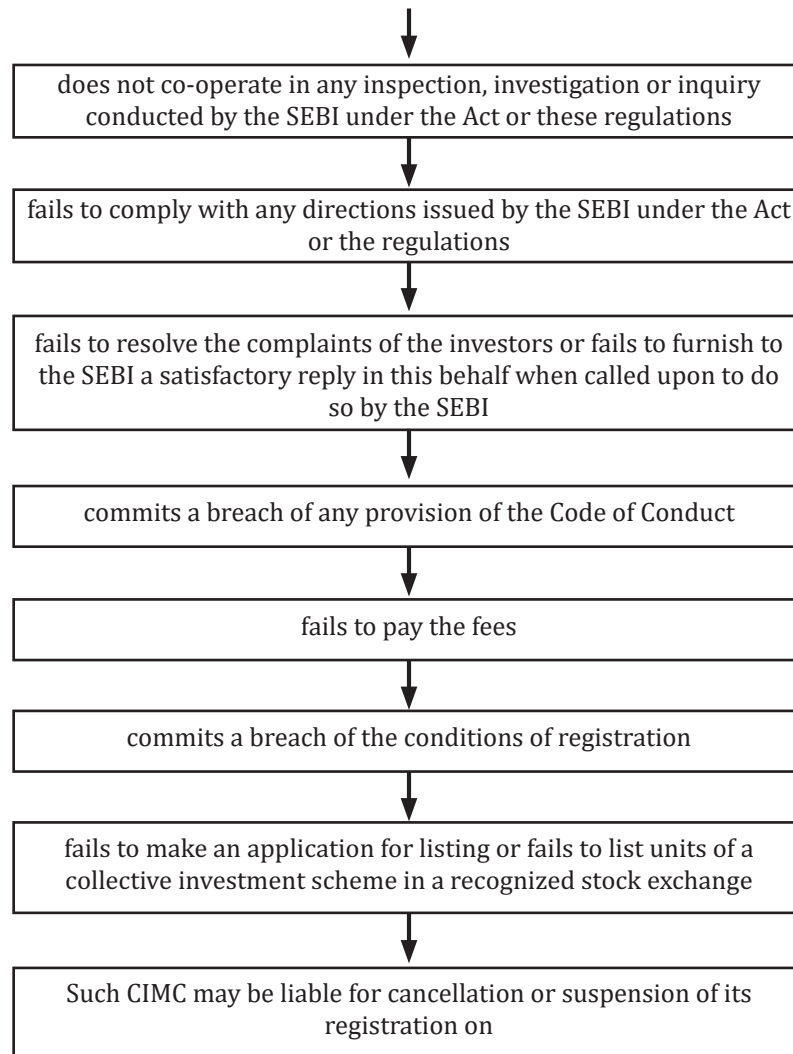 does not co-operate in any inspection, investigation or inquiry
conducted by the SEBI under the Act or these regulations
fails to comply with any directions issued by the SEBI under the Act
or the regulations
fails to resolve the complaints of the investors or fails to furnish to
the SEBI a satisfactory reply in this behalf when called upon to do
so by the SEBI
commits a breach of any provision of the Code of Conduct
fails to pay the fees
commits a breach of the conditions of registration
fails to make an application for listing or fails to list units of a
collective investment scheme in a recognized stock exchange
Such CIMC may be liable for cancellation or suspension of its
registration on